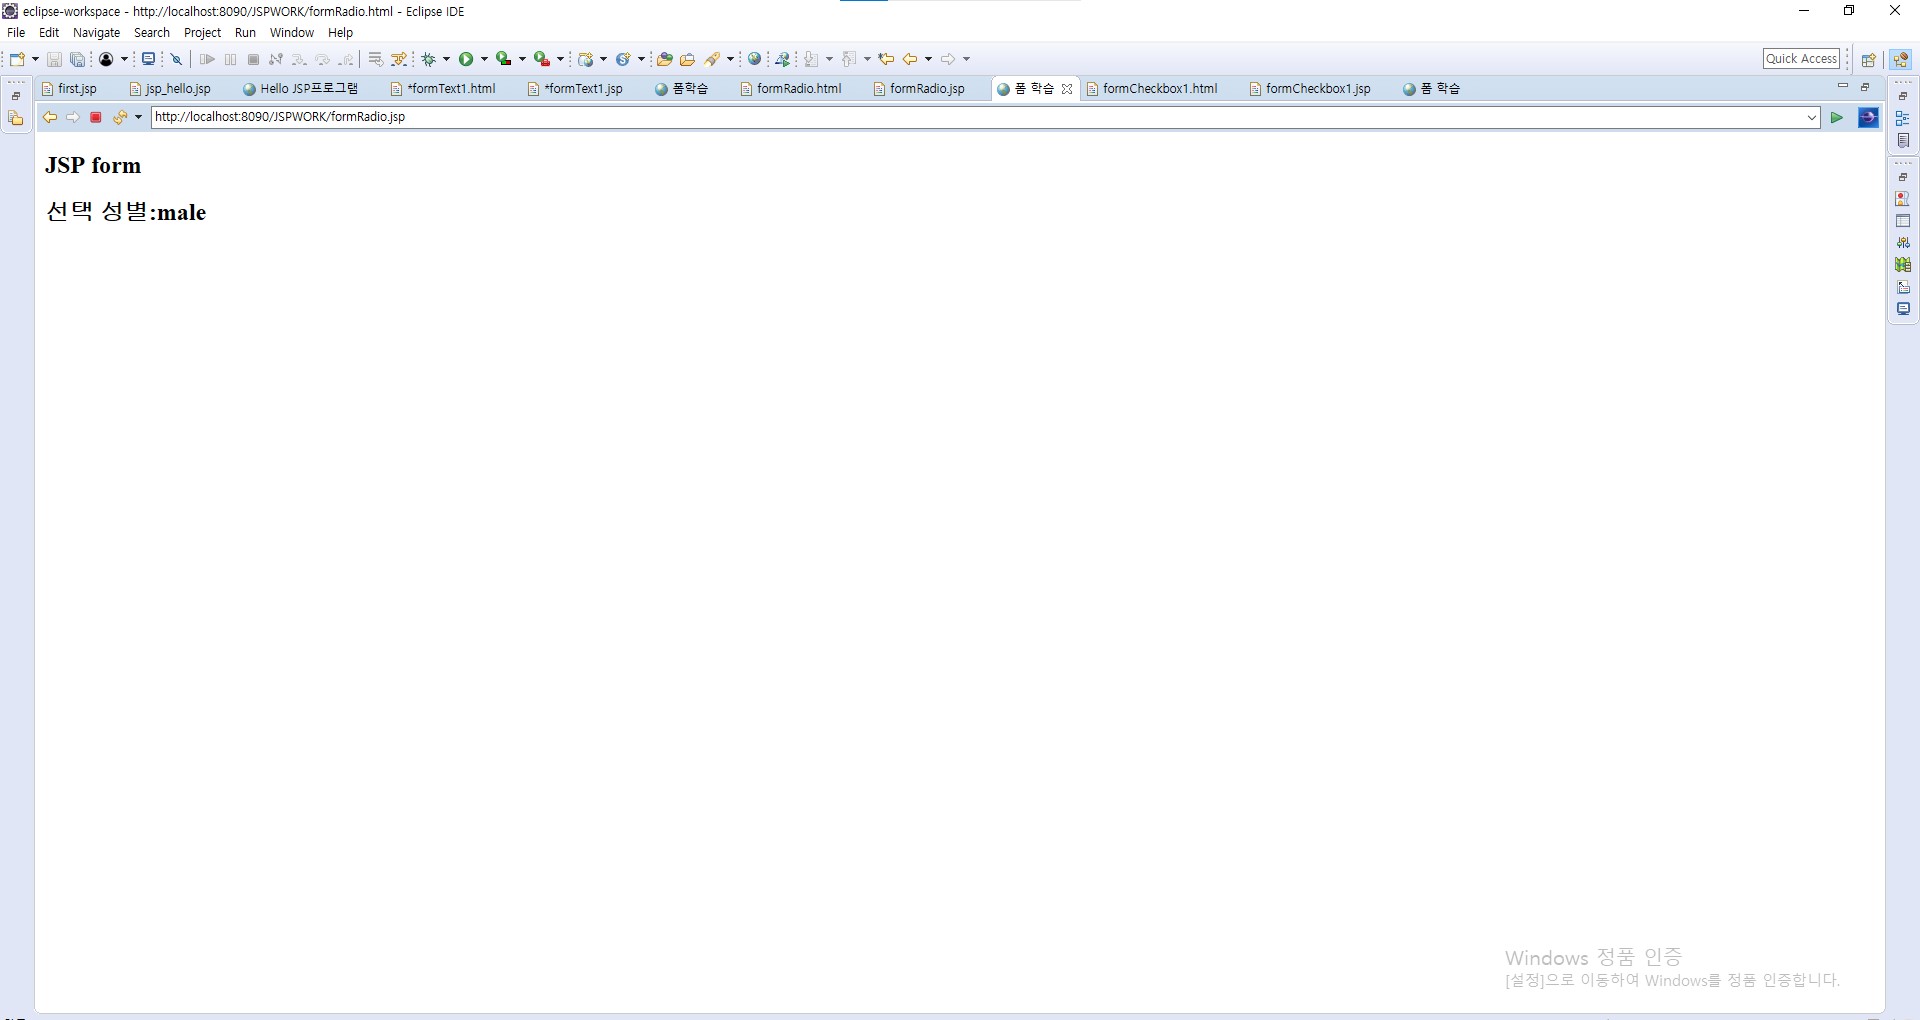 eclipse-workspace - http://localhost:8090/JSPWORK/formRadio.html - Eclipse IDE
File Edit Navigate Search Project Run Window Help
Quick Access
first.jsp jsp_hello.jsp Hello JSP프로그램 *formText1.html *formText1.jsp 폼학습 formRadio.html formRadio.jsp 폼 학습 formCheckbox1.html formCheckbox1.jsp 폼 학습
http://localhost:8090/JSPWORK/formRadio.jsp
JSP form
선택 성별:male
Windows 정품 인증
[설정]으로 이동하여 Windows를 정품 인증합니다.